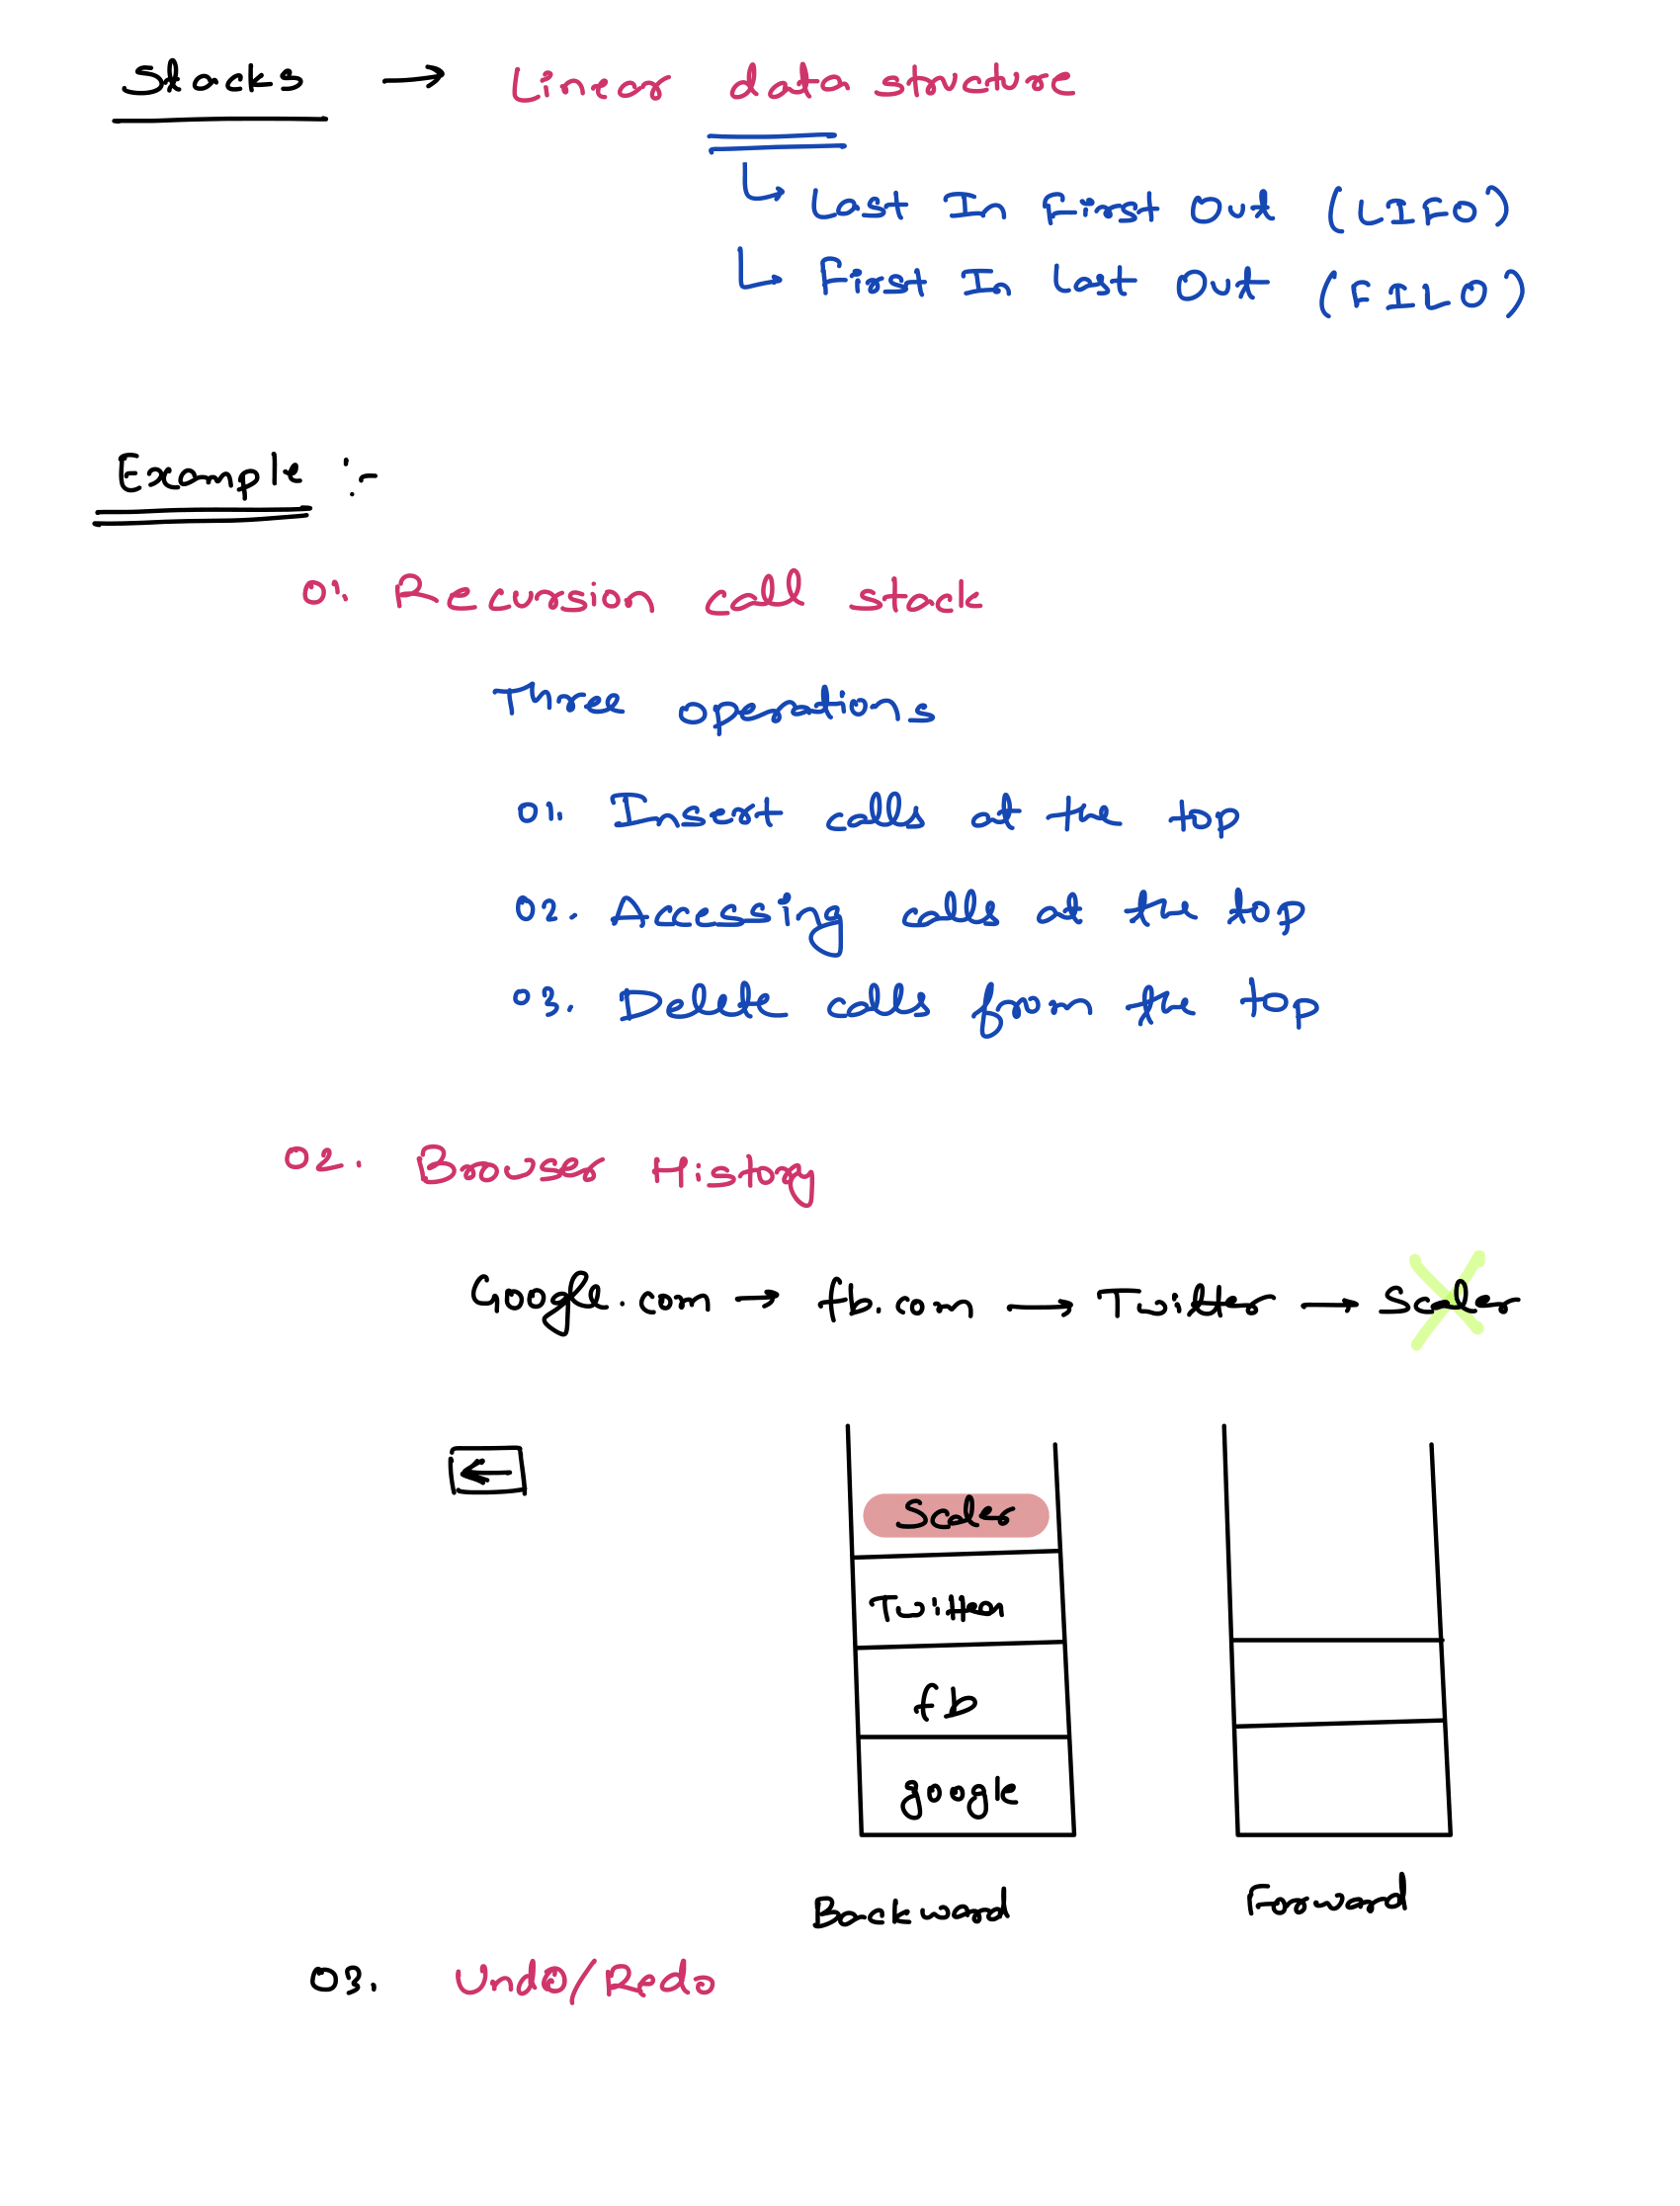 Stacks → Linear data structure
↳ Last In First Out (LIFO)
↳ First In Last Out (FILO)
Example :-
01. Recursion call stack
Three operations
01. Insert calls at the top
02. Accessing calls at the top
03. Delete calls from the top
02. Browser History
Google.com → fb.com → Twitter → Scaler
←
Scaler
Twitter
fb
google
Backward Forward
03. Undo/Redo